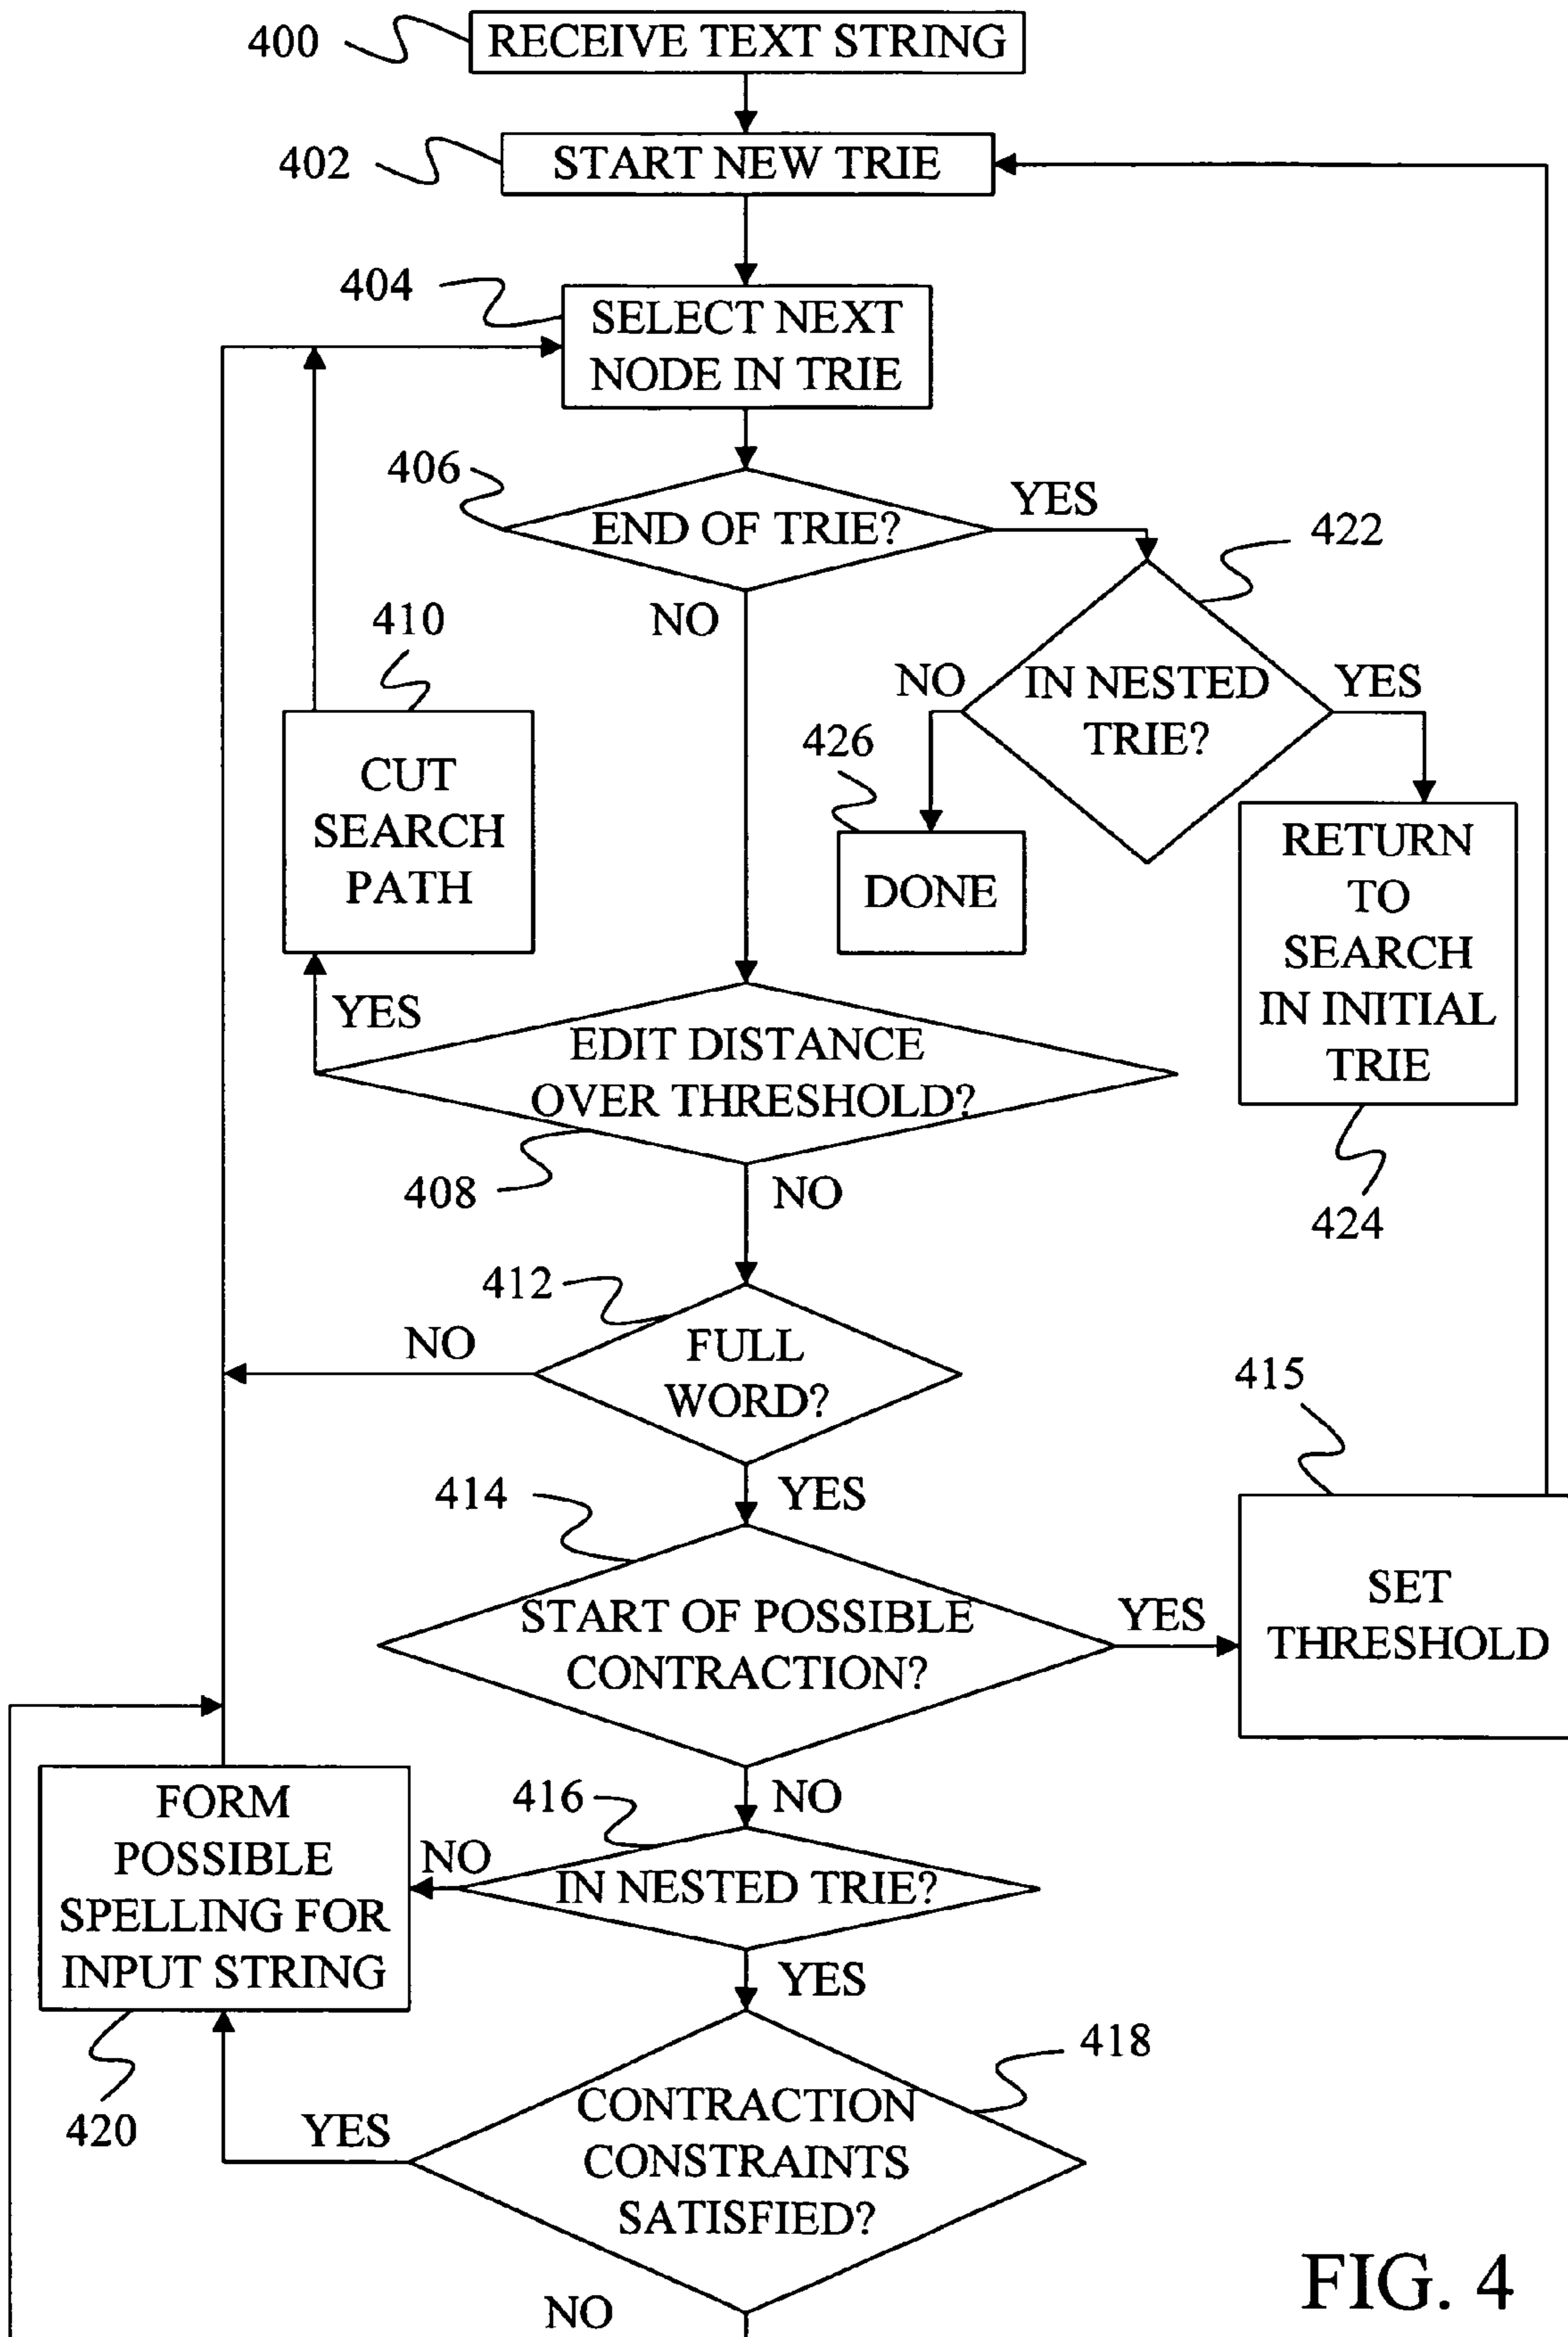 400
RECEIVE TEXT STRING
402
START NEW TRIE
404
SELECT NEXT
NODE IN TRIE
406
END OF TRIE?
YES
422
NO
410
IN NESTED
TRIE?
NO
YES
426
CUT
SEARCH
PATH
DONE
RETURN
TO
SEARCH
IN INITIAL
TRIE
424
YES
EDIT DISTANCE
OVER THRESHOLD?
408
NO
412
FULL
WORD?
NO
YES
415
SET
THRESHOLD
414
START OF POSSIBLE
CONTRACTION?
YES
NO
416
IN NESTED TRIE?
NO
FORM
POSSIBLE
SPELLING FOR
INPUT STRING
420
YES
418
CONTRACTION
CONSTRAINTS
SATISFIED?
YES
NO
FIG. 4